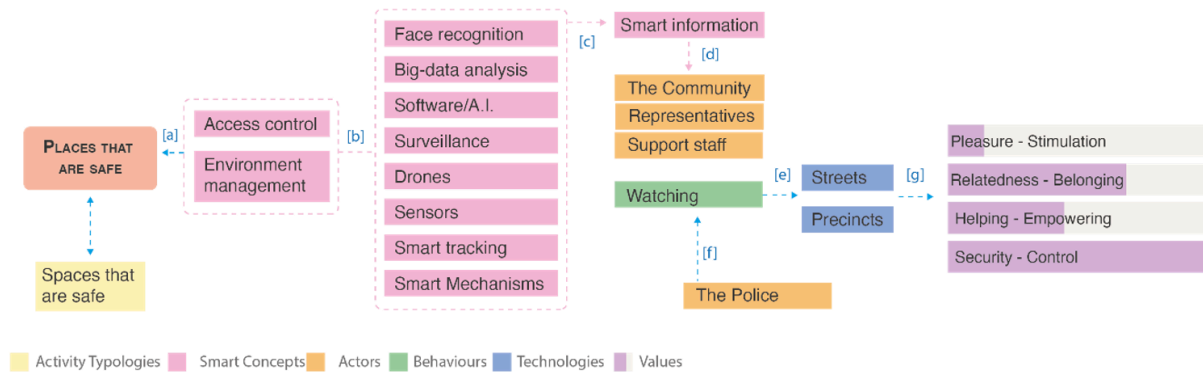 PLACES THAT
ARE SAFE
Spaces that
are safe
[a]
Access control
Environment
management
[b]
Face recognition
Big-data analysis
Software/A.I.
Surveillance
Drones
Sensors
Smart tracking
Smart Mechanisms
[c]
Smart information
[d]
The Community
Representatives
Support staff
Watching
[e]
[f]
The Police
Streets
Precincts
[g]
Pleasure - Stimulation
Relatedness - Belonging
Helping - Empowering
Security - Control
Activity Typologies
Smart Concepts
Actors
Behaviours
Technologies
Values